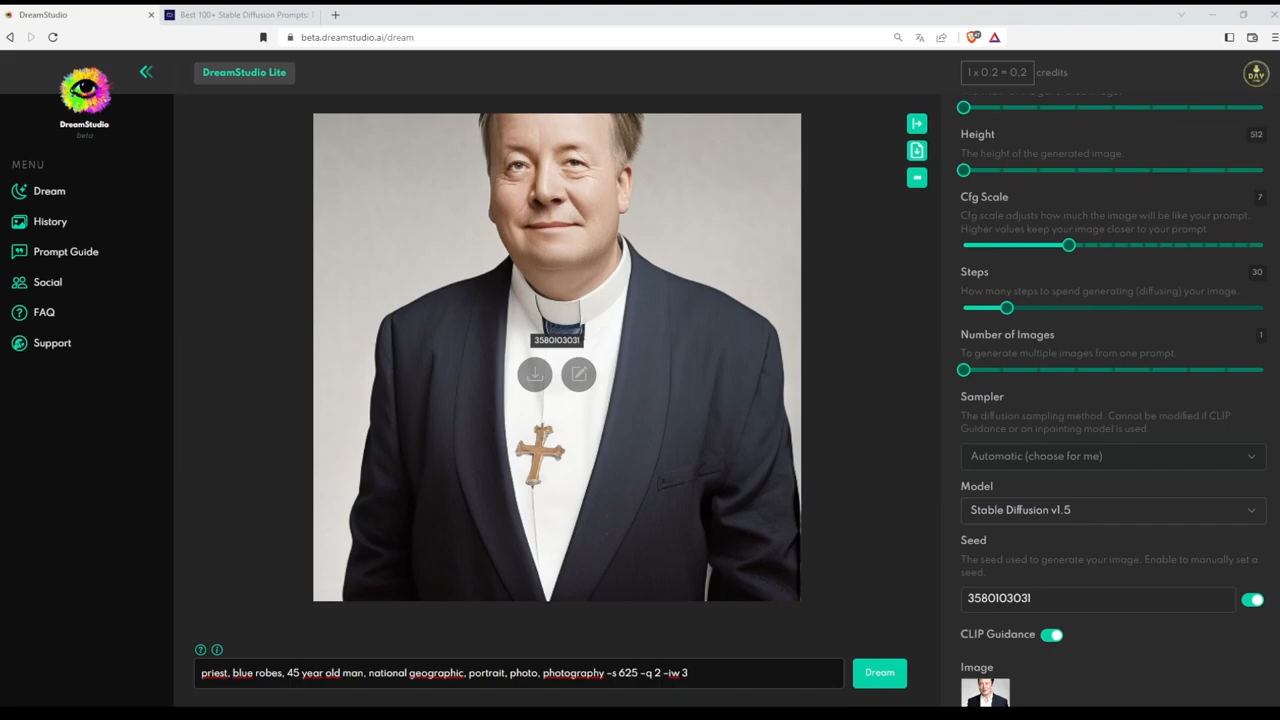 DreamStudio
Best 100+ Stable Diffusion Prompts:
beta.dreamstudio.ai/dream
DreamStudio
beta
DreamStudio Lite
1 x 0.2 = 0.2 credits
DAY
MENU
Dream
History
Prompt Guide
Social
FAQ
Support
Height
512
The height of the generated image.
Cfg Scale
7
Cfg scale adjusts how much the image will be like your prompt.
Higher values keep your image closer to your prompt
Steps
30
How many steps to spend generating (diffusing) your image.
Number of Images
1
To generate multiple images from one prompt
Sampler
The diffusion sampling method. Cannot be modified if CLIP
Guidance or an inpainting model is used.
Automatic (choose for me)
Model
Stable Diffusion v1.5
Seed
The seed used to generate your image. Enable to manually set a
seed.
3580103031
CLIP Guidance
Image
3580103031
priest, blue robes, 45 year old man, national geographic, portrait, photo, photography –s 625 –q 2 –iw 3
Dream